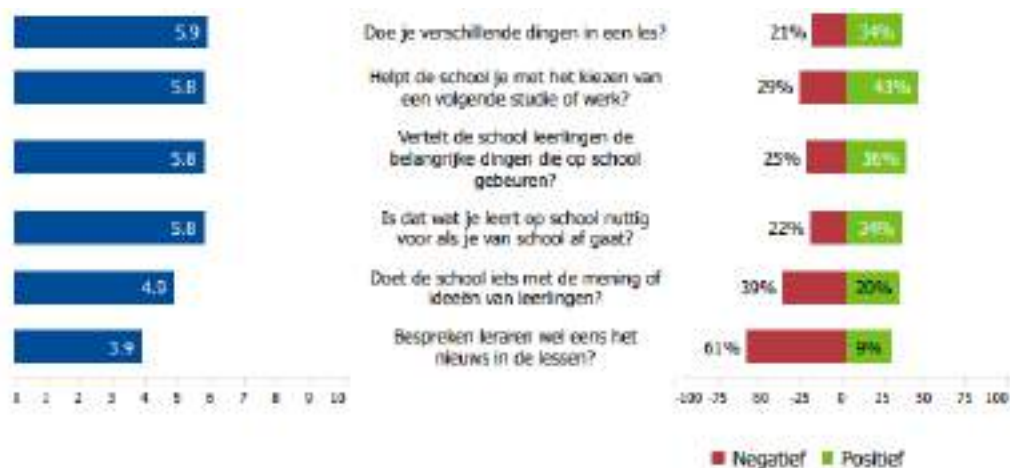 5.9 Doe je verschillende dingen in een les? 21% 34%
Helpt de school je met het kiezen van
5.8 29% 43%
een volgende studie of werk?
Vertelt de school leerlingen de
5.8 belangrijke dingen die op school 25% 36%
gebeuren?
Is dat wat je leert op school nuttig
5.8 22% 34%
voor als je van school af gaat?
Doet de school iets met de mening of
4.9 39% 20%
ideeën van leerlingen?
Bespreken leraren wel eens het
3.9 61% 9%
nieuws in de lessen?
1 2 3 4 5 6 7 8 9 10 -100 -75 -50 -25 0 25 50 75 100
Negatief Positief